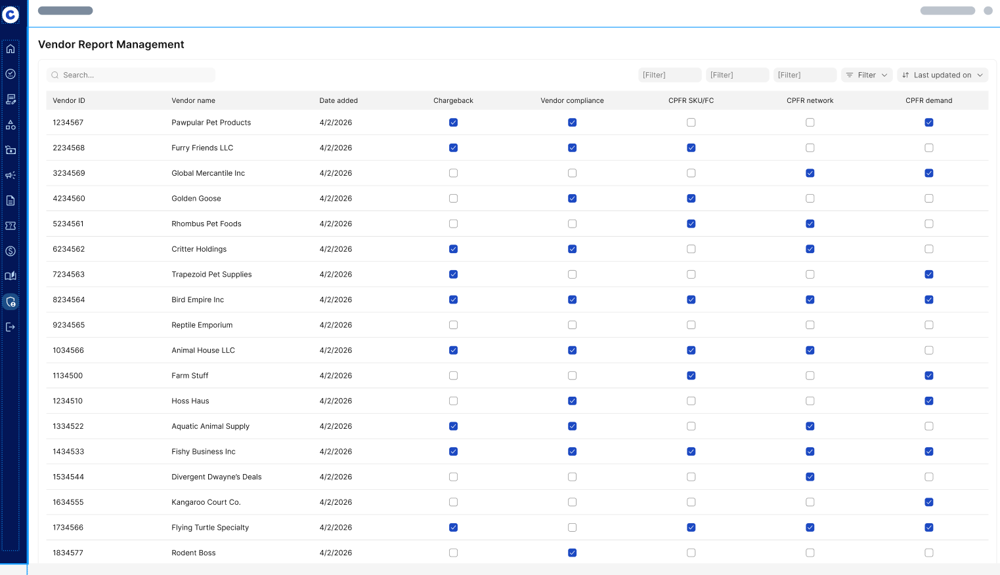 C
Vendor Report Management
Search... [Filter] [Filter] [Filter] Filter Last updated on
Vendor ID Vendor name Date added Chargeback Vendor compliance CPFR SKU/FC CPFR network CPFR demand
1234567 Pawpular Pet Products 4/2/2026
2234568 Furry Friends LLC 4/2/2026
3234569 Global Mercantile Inc 4/2/2026
4234560 Golden Goose 4/2/2026
5234561 Rhombus Pet Foods 4/2/2026
6234562 Critter Holdings 4/2/2026
7234563 Trapezoid Pet Supplies 4/2/2026
8234564 Bird Empire Inc 4/2/2026
9234565 Reptile Emporium 4/2/2026
1034566 Animal House LLC 4/2/2026
1134500 Farm Stuff 4/2/2026
1234510 Hoss Haus 4/2/2026
1334522 Aquatic Animal Supply 4/2/2026
1434533 Fishy Business Inc 4/2/2026
1534544 Divergent Dwayne’s Deals 4/2/2026
1634555 Kangaroo Court Co. 4/2/2026
1734566 Flying Turtle Specialty 4/2/2026
1834577 Rodent Boss 4/2/2026